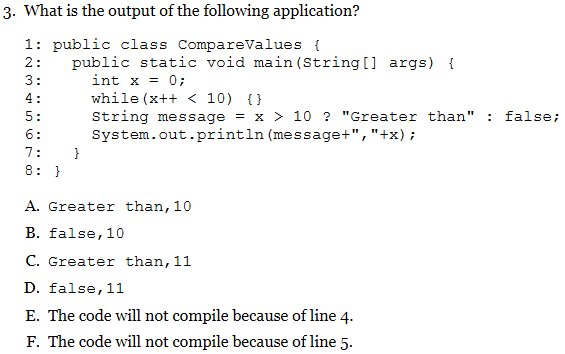 3. What is the output of the following application?
1: public class CompareValues {
2:    public static void main(String[] args) {
3:       int x = 0;
4:       while(x++ < 10) {}
5:       String message = x > 10 ? "Greater than" : false;
6:       System.out.println(message+","+x);
7:    }
8: }
A. Greater than,10
B. false,10
C. Greater than,11
D. false,11
E. The code will not compile because of line 4.
F. The code will not compile because of line 5.